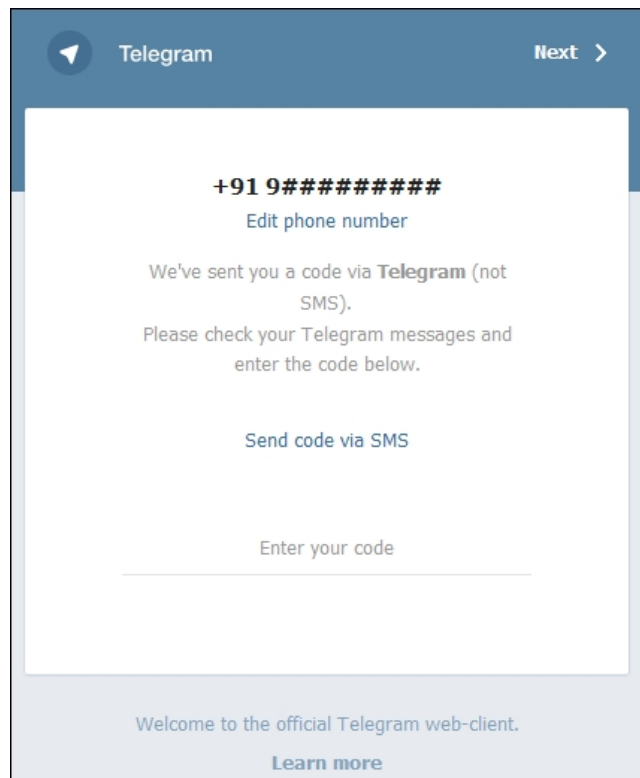 Telegram
Next
+91 9#########
Edit phone number
We've sent you a code via Telegram (not
SMS).
Please check your Telegram messages and
enter the code below.
Send code via SMS
Enter your code
Welcome to the official Telegram web-client.
Learn more